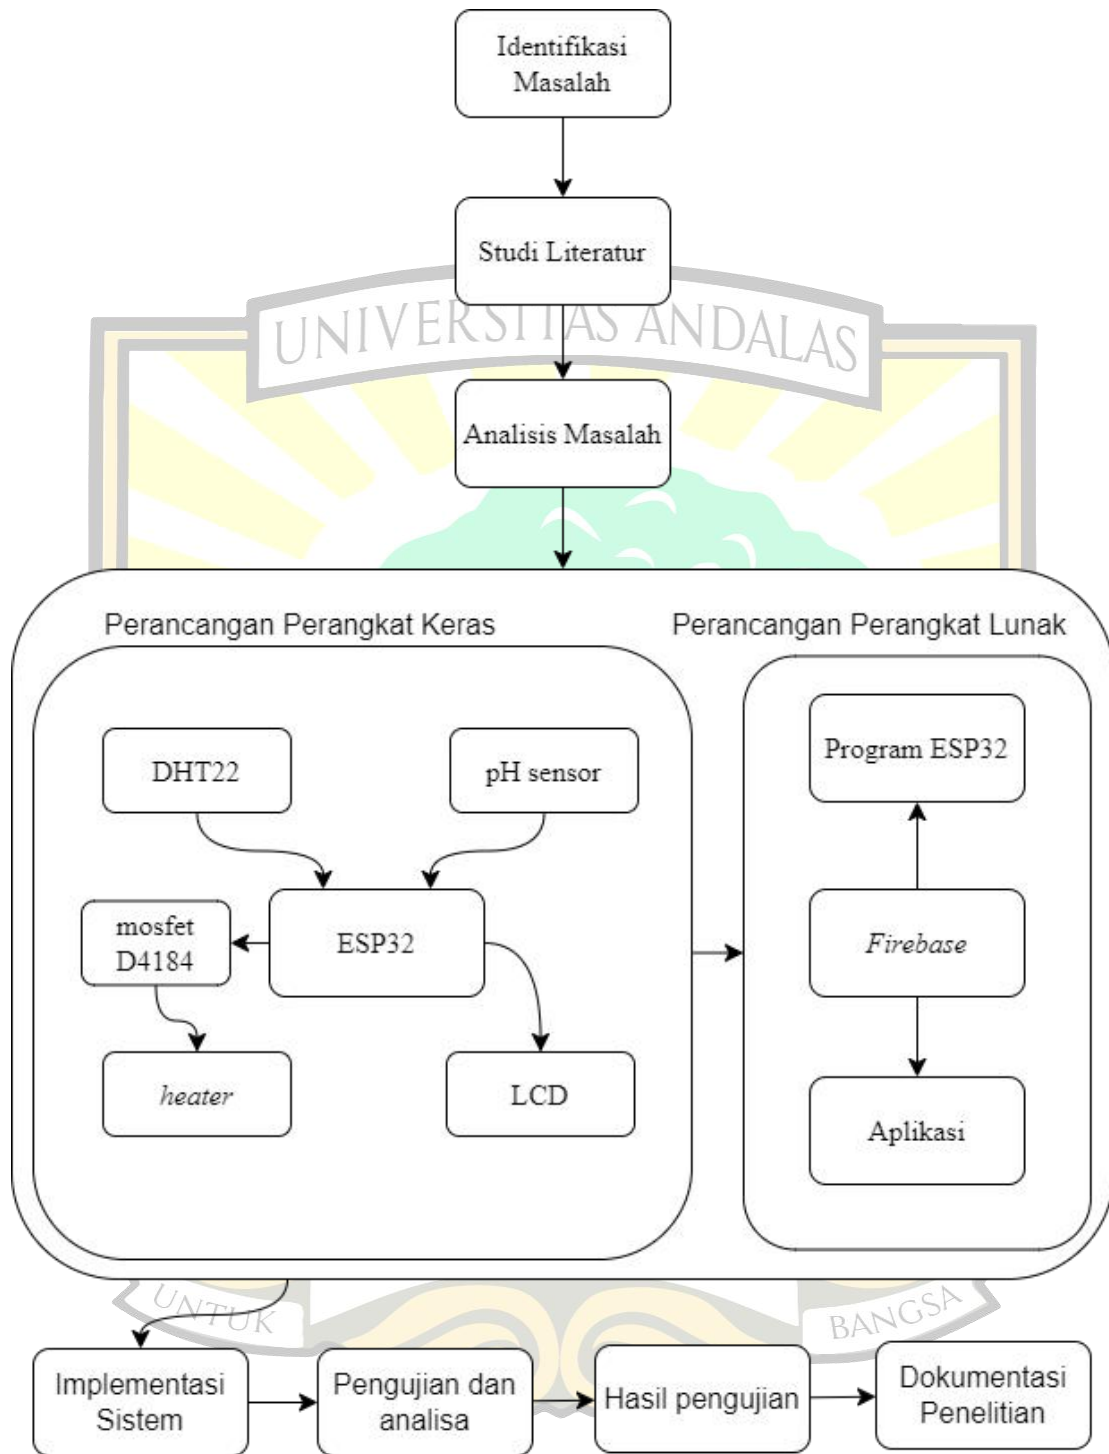 Identifikasi
Masalah
Studi Literatur
UNIVERSITAS ANDALAS
Analisis Masalah
Perancangan Perangkat Keras
Perancangan Perangkat Lunak
DHT22
pH sensor
Program ESP32
mosfet
D4184
ESP32
Firebase
heater
LCD
Aplikasi
UNTUK
BANGSA
Implementasi
Sistem
Pengujian dan
analisa
Hasil pengujian
Dokumentasi
Penelitian